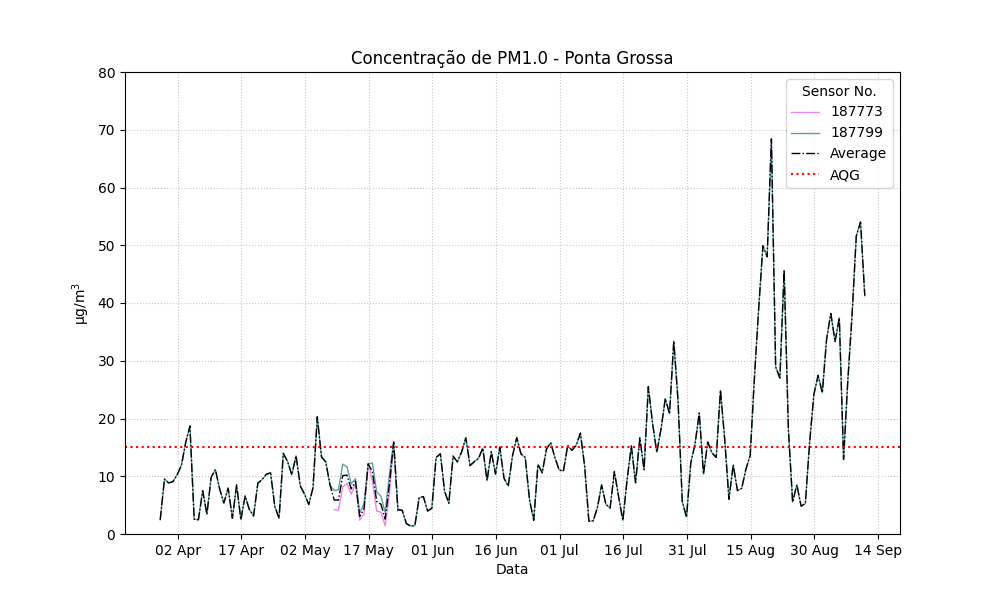 Concentração de PM1.0 - Ponta Grossa
80
70
60
50
40
30
20
10
0
µg/m³
Sensor No.
187773
187799
Average
AQG
02 Apr 17 Apr 02 May 17 May 01 Jun 16 Jun 01 Jul 16 Jul 31 Jul 15 Aug 30 Aug 14 Sep
Data